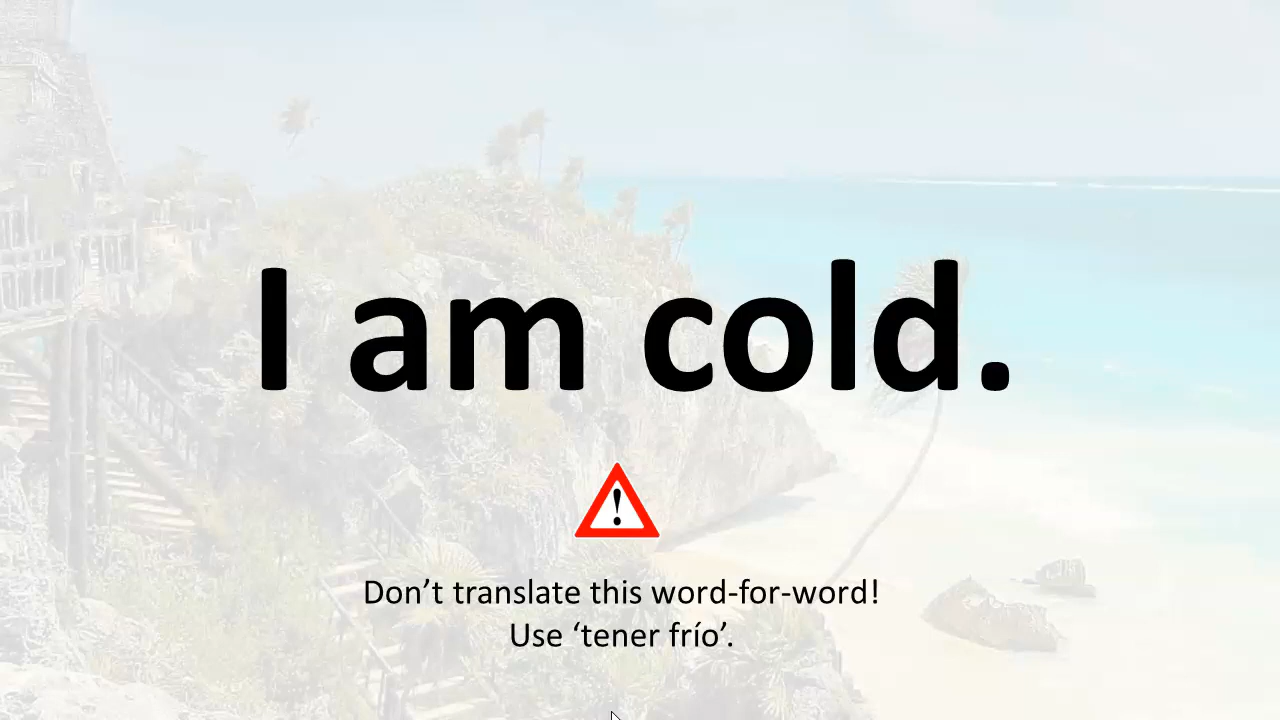 I am cold.
!
Don’t translate this word-for-word!
Use ‘tener frío’.